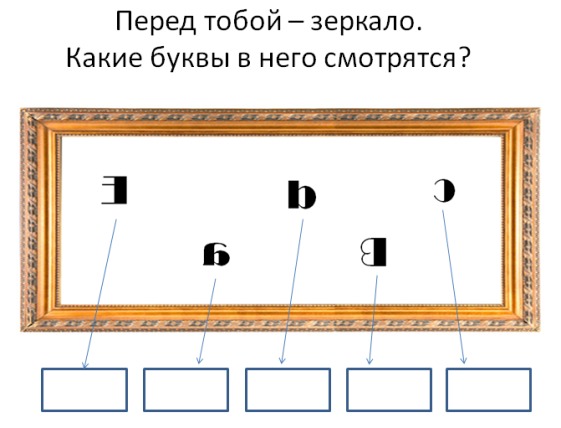 Перед тобой – зеркало.
Какие буквы в него смотрятся?
E d c
a B